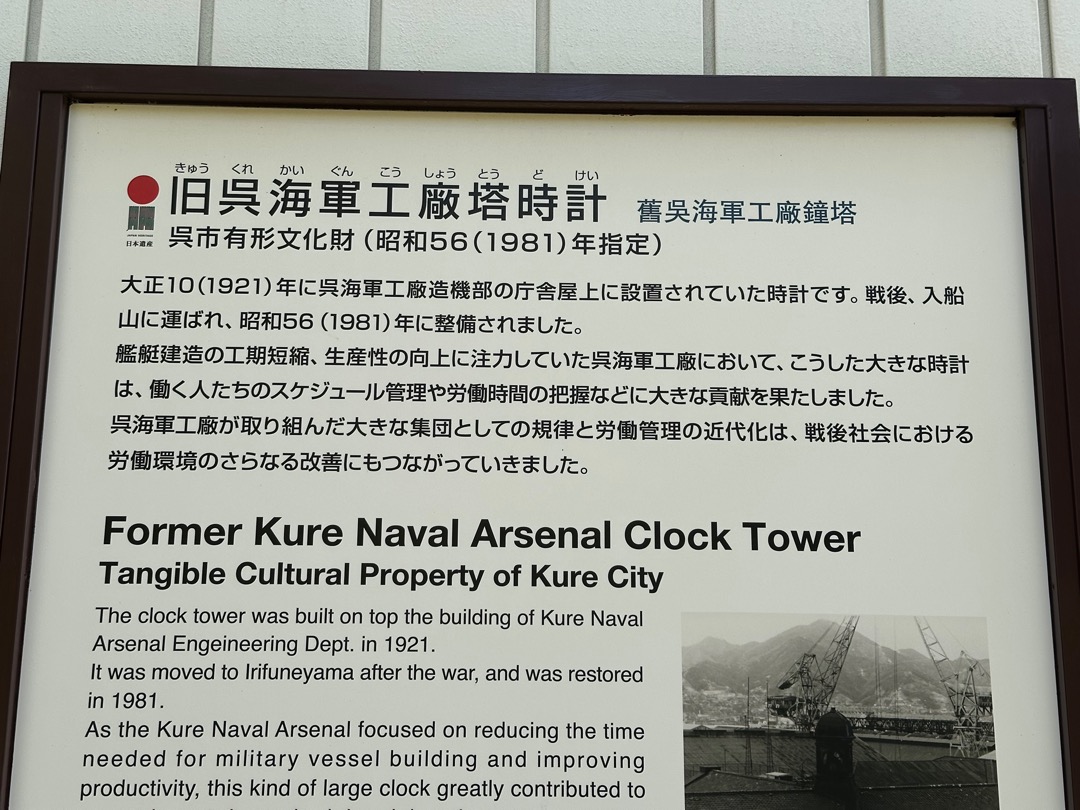 きゅう くれ かい ぐん こう しょう とう ど けい
旧呉海軍工廠塔時計 舊吳海軍工廠鐘塔
日本遺産
呉市有形文化財（昭和56（1981）年指定）
大正10（1921）年に呉海軍工廠造機部の庁舎屋上に設置されていた時計です。戦後、入船
山に運ばれ、昭和56（1981）年に整備されました。
艦艇建造の工期短縮、生産性の向上に注力していた呉海軍工廠において、こうした大きな時計
は、働く人たちのスケジュール管理や労働時間の把握などに大きな貢献を果たしました。
呉海軍工廠が取り組んだ大きな集団としての規律と労働管理の近代化は、戦後社会における
労働環境のさらなる改善にもつながっていきました。
Former Kure Naval Arsenal Clock Tower
Tangible Cultural Property of Kure City
The clock tower was built on top the building of Kure Naval
Arsenal Engeineering Dept. in 1921.
It was moved to Irifuneyama after the war, and was restored
in 1981.
As the Kure Naval Arsenal focused on reducing the time
needed for military vessel building and improving
productivity, this kind of large clock greatly contributed to